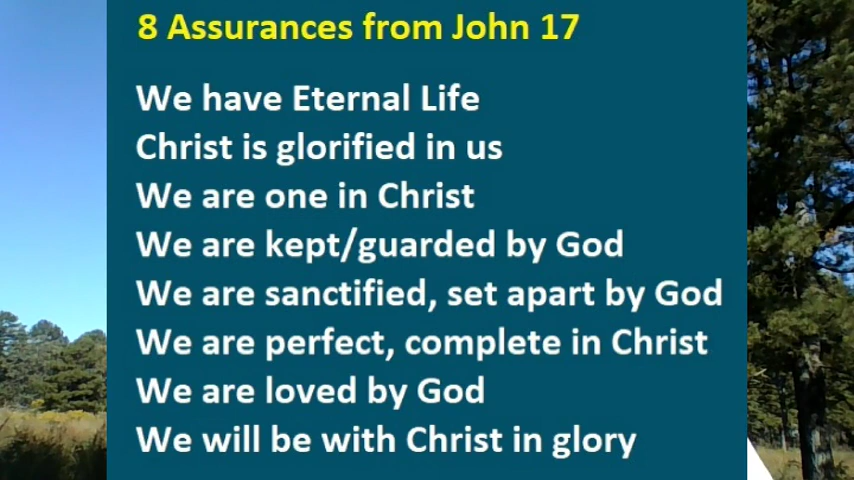 8 Assurances from John 17
We have Eternal Life
Christ is glorified in us
We are one in Christ
We are kept/guarded by God
We are sanctified, set apart by God
We are perfect, complete in Christ
We are loved by God
We will be with Christ in glory